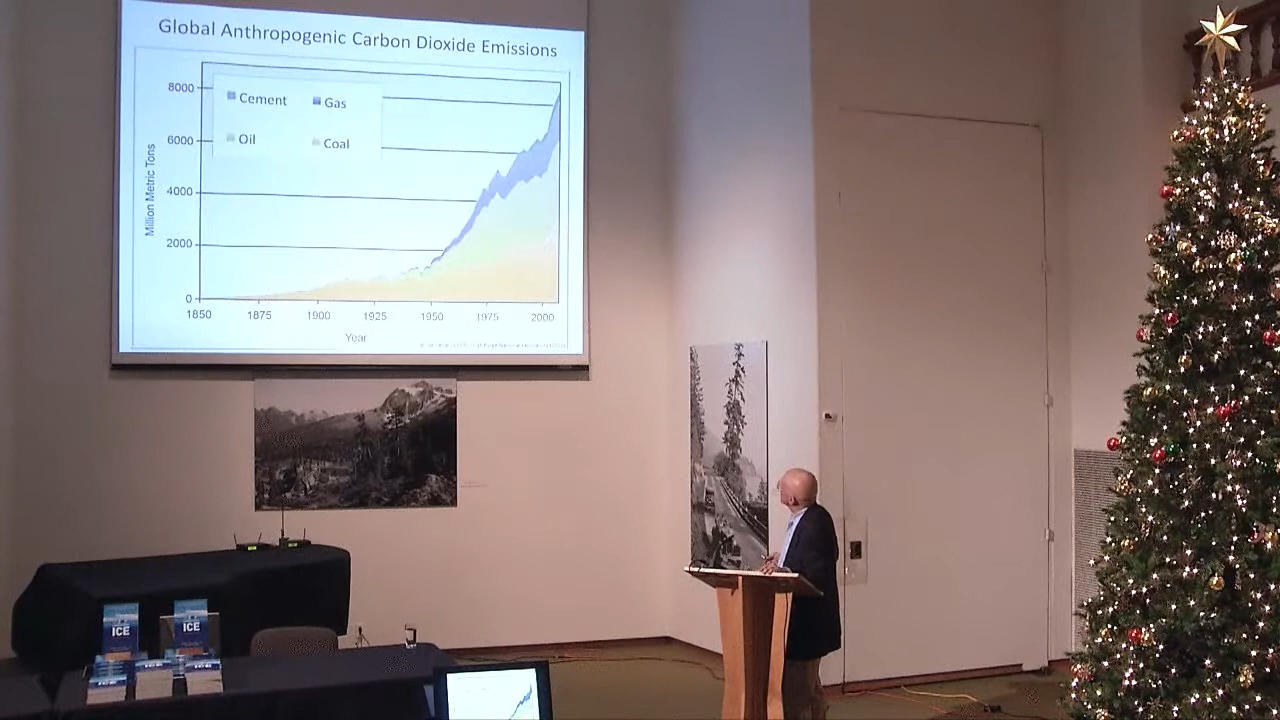 Global Anthropogenic Carbon Dioxide Emissions
8000
6000
4000
2000
0
Million Metric Tons
Cement
Gas
Oil
Coal
1850
1875
1900
1925
1950
1975
2000
Year
ICE
ICE